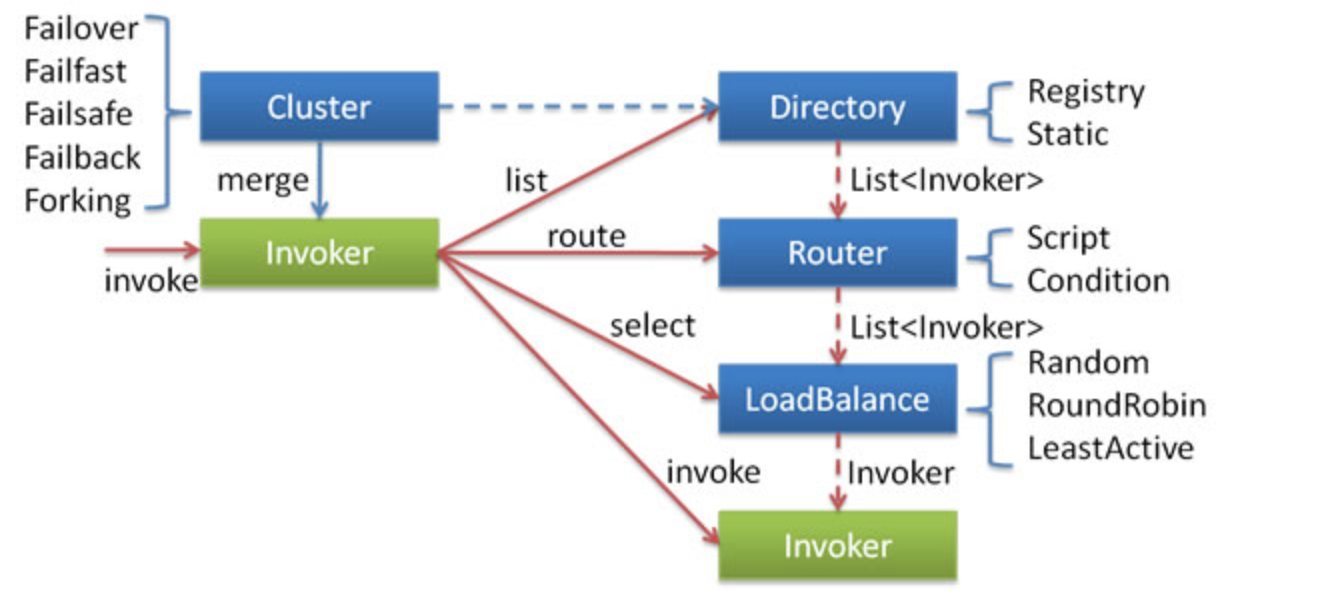 Failover
Failfast
Failsafe
Failback
Forking
Cluster
Directory
Registry
Static
merge
list
List<Invoker>
invoke
Invoker
route
Router
Script
Condition
select
List<Invoker>
LoadBalance
Random
RoundRobin
LeastActive
invoke
Invoker
Invoker